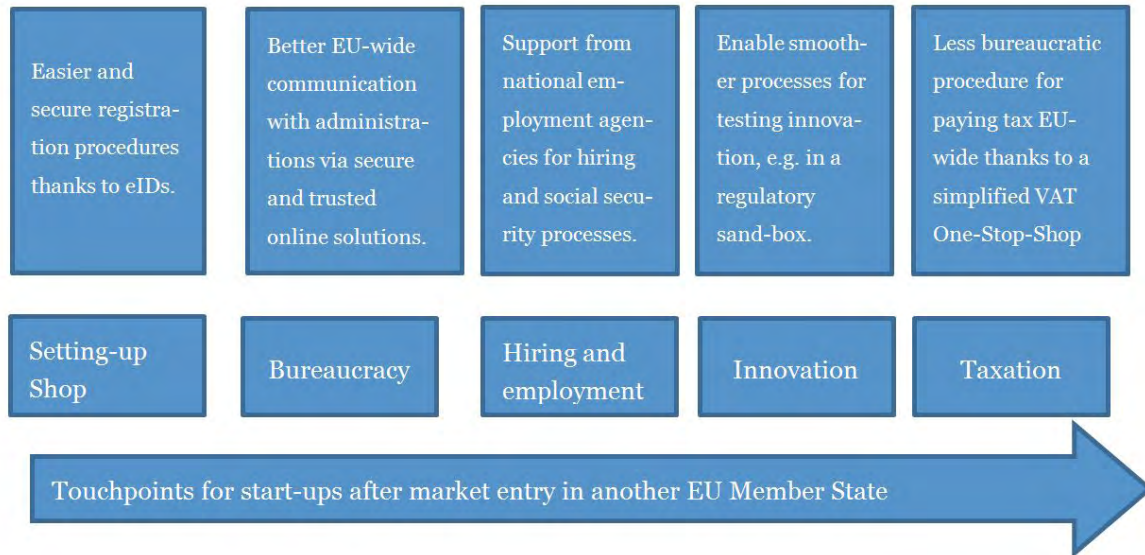 Easier and
secure registra-
tion procedures
thanks to eIDs.
Better EU-wide
communication
with administra-
tions via secure
and trusted
online solutions.
Support from
national em-
ployment agen-
cies for hiring
and social secu-
rity processes.
Enable smooth-
er processes for
testing innova-
tion, e.g. in a
regulatory
sand-box.
Less bureaucratic
procedure for
paying tax EU-
wide thanks to a
simplified VAT
One-Stop-Shop
Setting-up
Shop
Bureaucracy
Hiring and
employment
Innovation
Taxation
Touchpoints for start-ups after market entry in another EU Member State